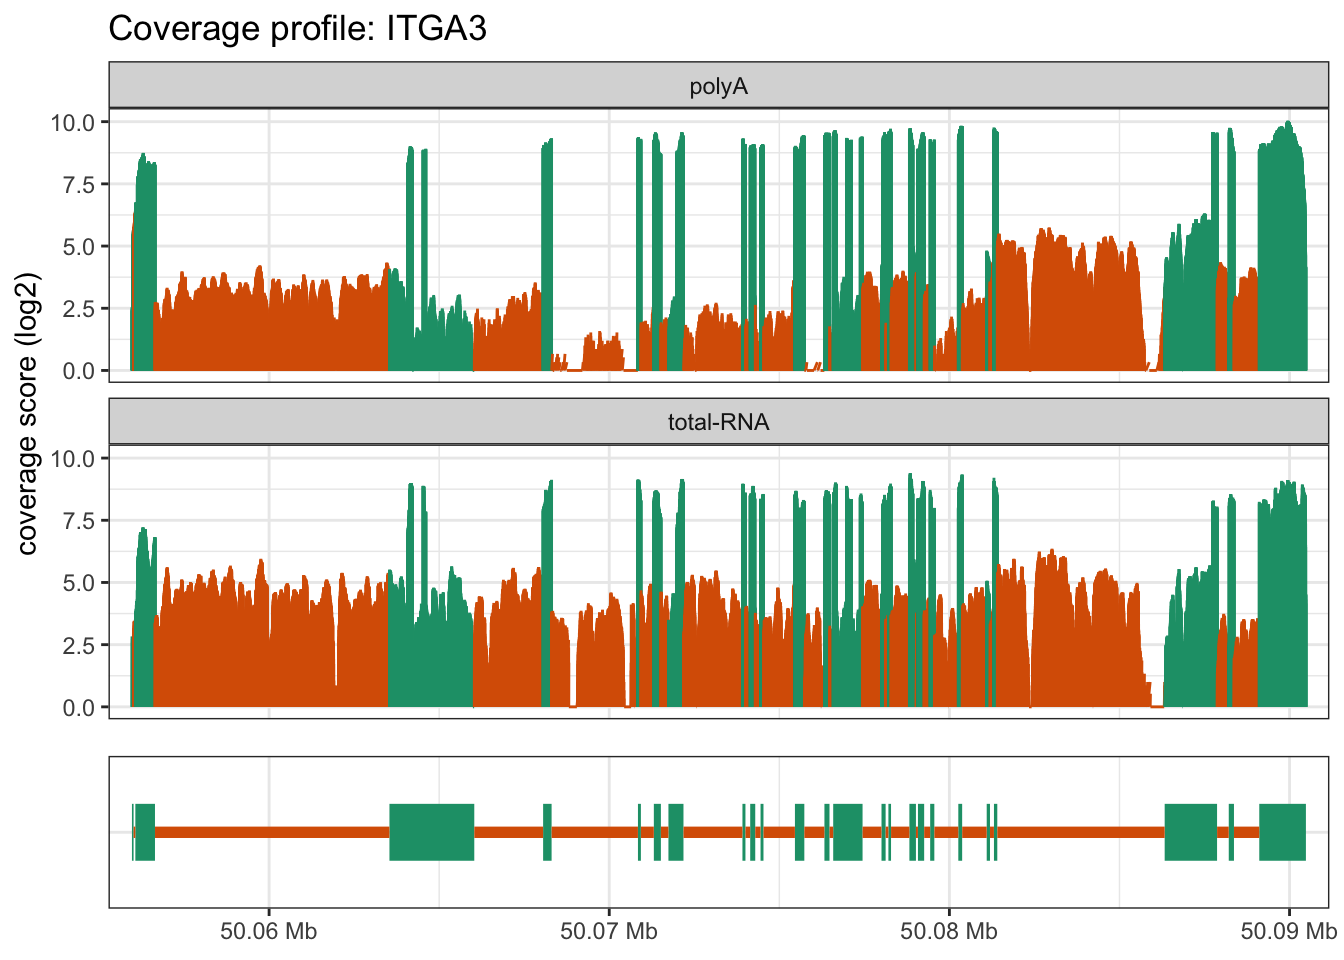 Coverage profile: ITGA3
polyA
10.0
7.5
5.0
2.5
0.0
total-RNA
10.0
7.5
5.0
2.5
0.0
coverage score (log2)
50.06 Mb
50.07 Mb
50.08 Mb
50.09 Mb